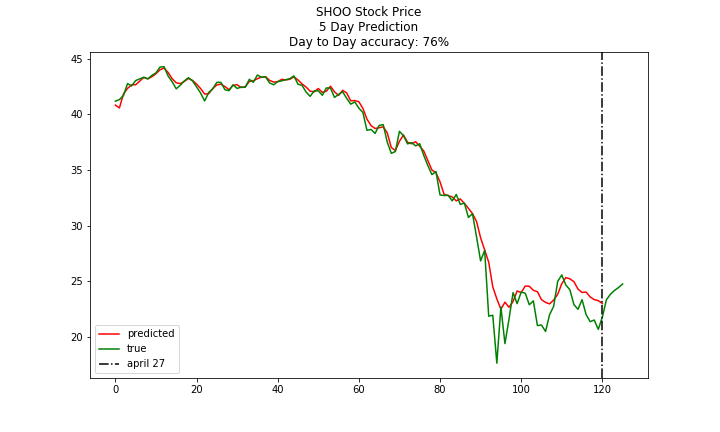 SHOO Stock Price
5 Day Prediction
Day to Day accuracy: 76%
45
40
35
30
25
20
predicted
true
april 27
0 20 40 60 80 100 120